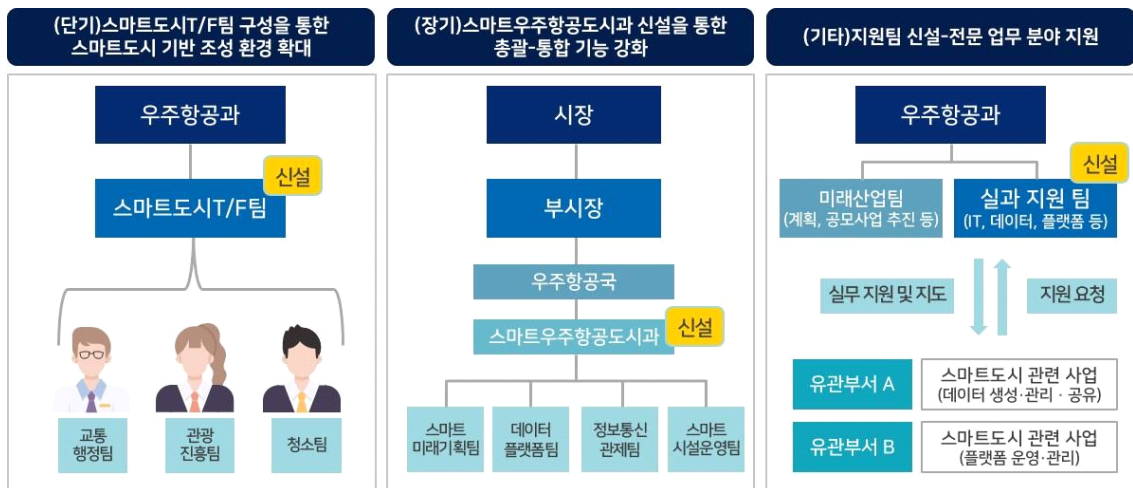 (단기)스마트도시T/F팀 구성을 통한
스마트도시 기반 조성 환경 확대
우주항공과
신설
스마트도시T/F팀
교통
행정팀
관광
진흥팀
청소팀
(장기)스마트우주항공도시과 신설을 통한
총괄-통합 기능 강화
시장
부시장
우주항공국
신설
스마트우주항공도시과
스마트
미래기획팀
데이터
플랫폼팀
정보통신
관제팀
스마트
시설운영팀
(기타)지원팀 신설-전문 업무 분야 지원
우주항공과
신설
미래산업팀
(계획, 공모사업 추진 등)
실과 지원 팀
(IT, 데이터, 플랫폼 등)
실무 지원 및 지도
지원 요청
유관부서 A
스마트도시 관련 사업
(데이터 생성·관리 · 공유)
유관부서 B
스마트도시 관련 사업
(플랫폼 운영·관리)